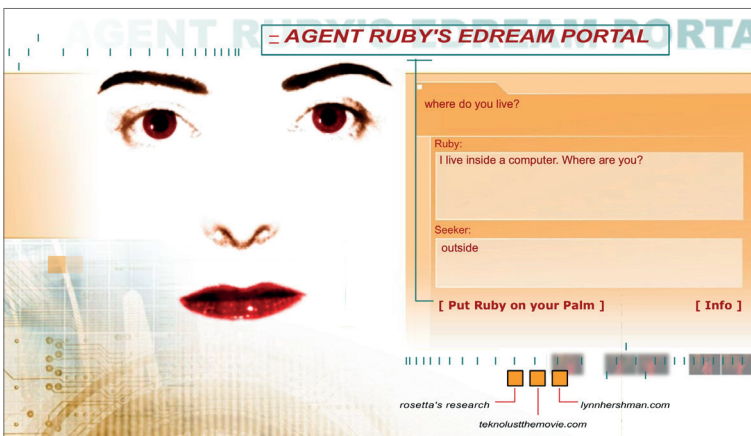 AGENT RUBY'S EDREAM PORTA
= AGENT RUBY'S EDREAM PORTAL
where do you live?
Ruby:
I live inside a computer. Where are you?
Seeker:
outside
[ Put Ruby on your Palm ] [ Info ]
rosetta's research
lynnhershman.com
teknolustthemovie.com